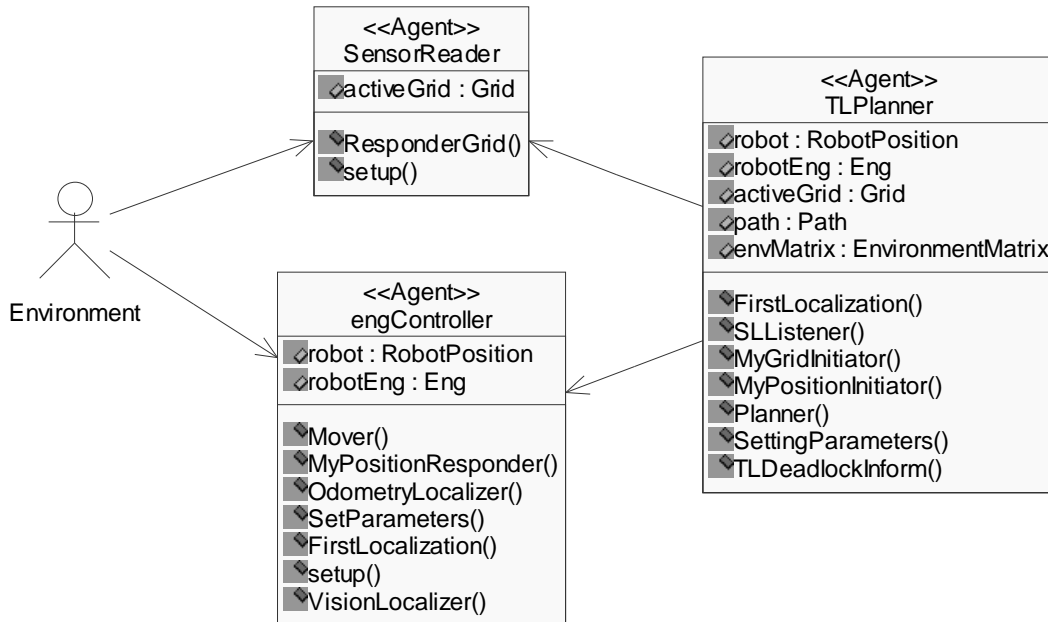 <<Agent>>
SensorReader
activeGrid : Grid
ResponderGrid()
setup()
Environment
<<Agent>>
engController
robot : RobotPosition
robotEng : Eng
Mover()
MyPositionResponder()
OdometryLocalizer()
SetParameters()
FirstLocalization()
setup()
VisionLocalizer()
<<Agent>>
TLPlanner
robot : RobotPosition
robotEng : Eng
activeGrid : Grid
path : Path
envMatrix : EnvironmentMatrix
FirstLocalization()
SLListener()
MyGridInitiator()
MyPositionInitiator()
Planner()
SettingParameters()
TLDeadlockInform()